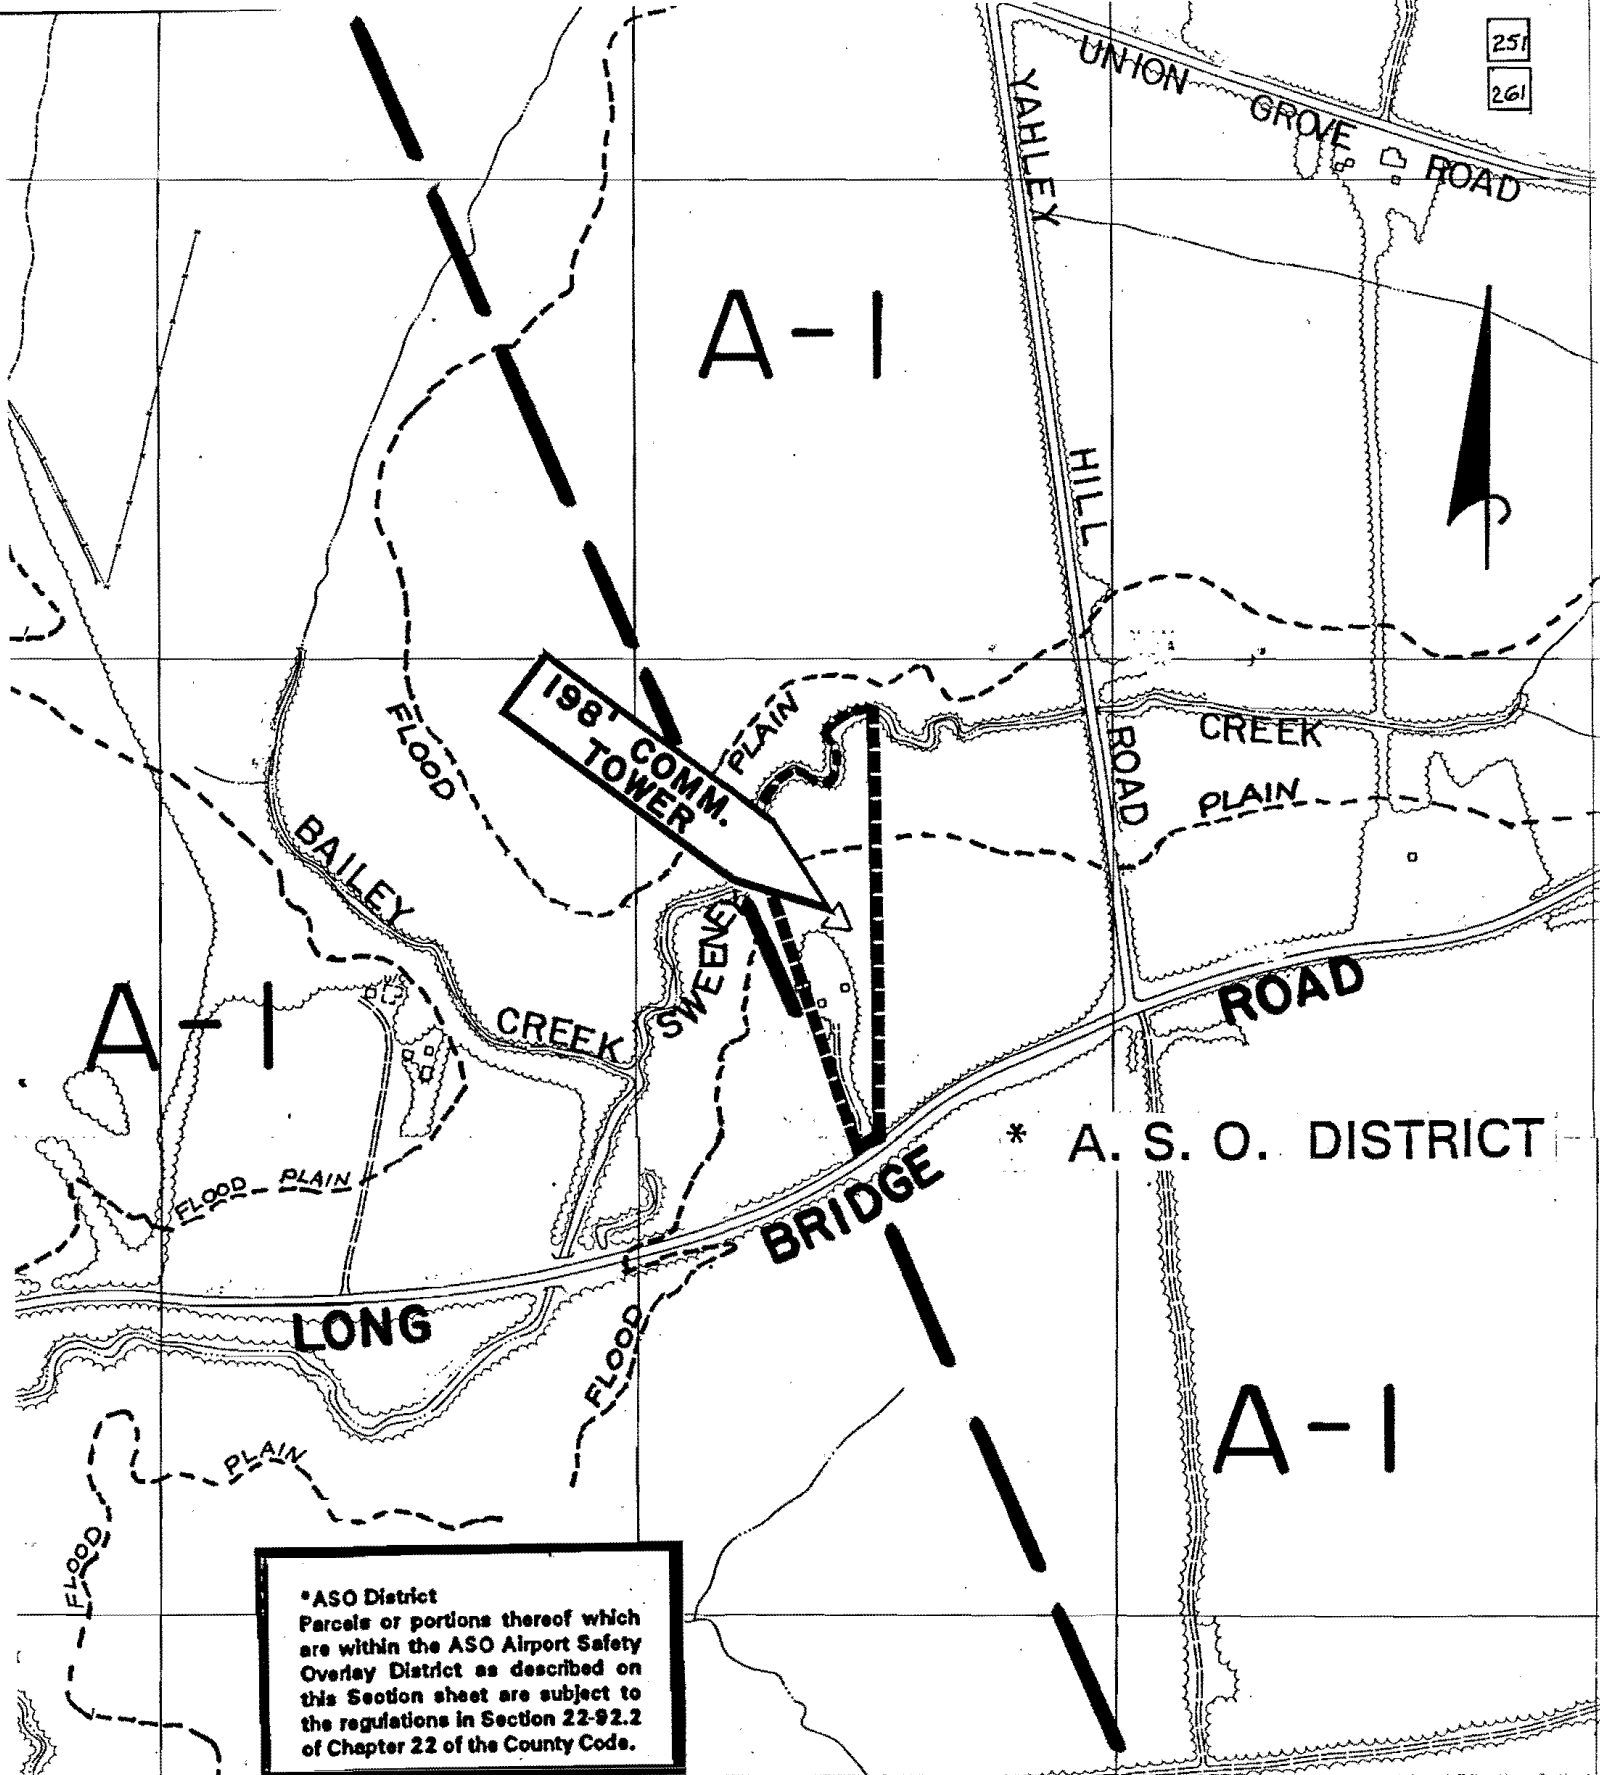 251
261
UNION GROVE ROAD
YAHLEY HILL ROAD
A-1
198' COMM.
TOWER
FLOOD PLAIN
CREEK
PLAIN
BAILEY CREEK
SWEENEY
A-1
ROAD
* A. S. O. DISTRICT
FLOOD PLAIN
BRIDGE
LONG
FLOOD
A-1
PLAIN
FLOOD
*ASO District
Parcels or portions thereof which
are within the ASO Airport Safety
Overlay District as described on
this Section sheet are subject to
the regulations in Section 22-92.2
of Chapter 22 of the County Code.